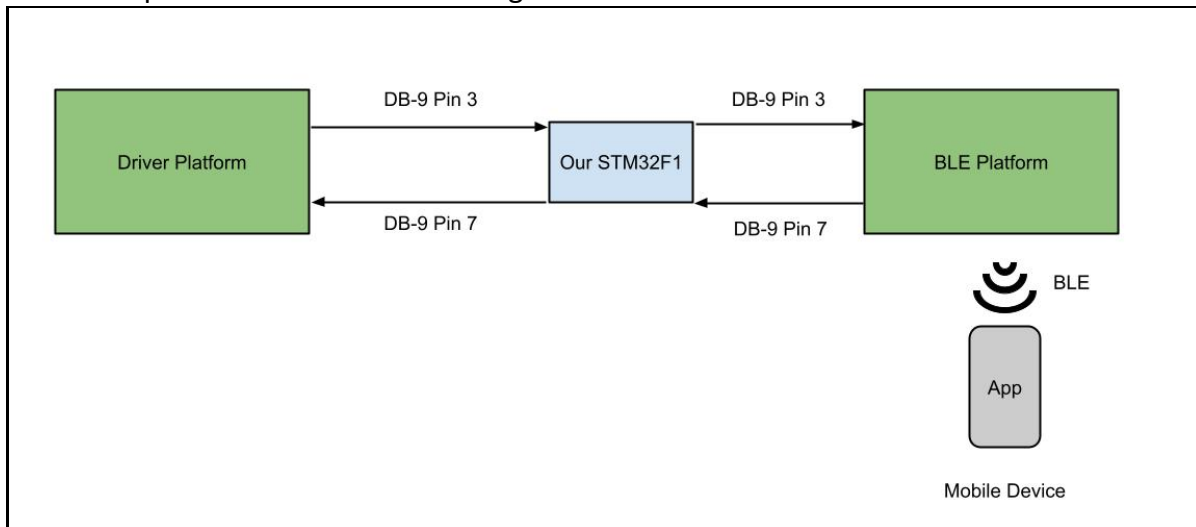 DB-9 Pin 3
DB-9 Pin 3
Driver Platform
Our STM32F1
BLE Platform
DB-9 Pin 7
DB-9 Pin 7
BLE
App
Mobile Device